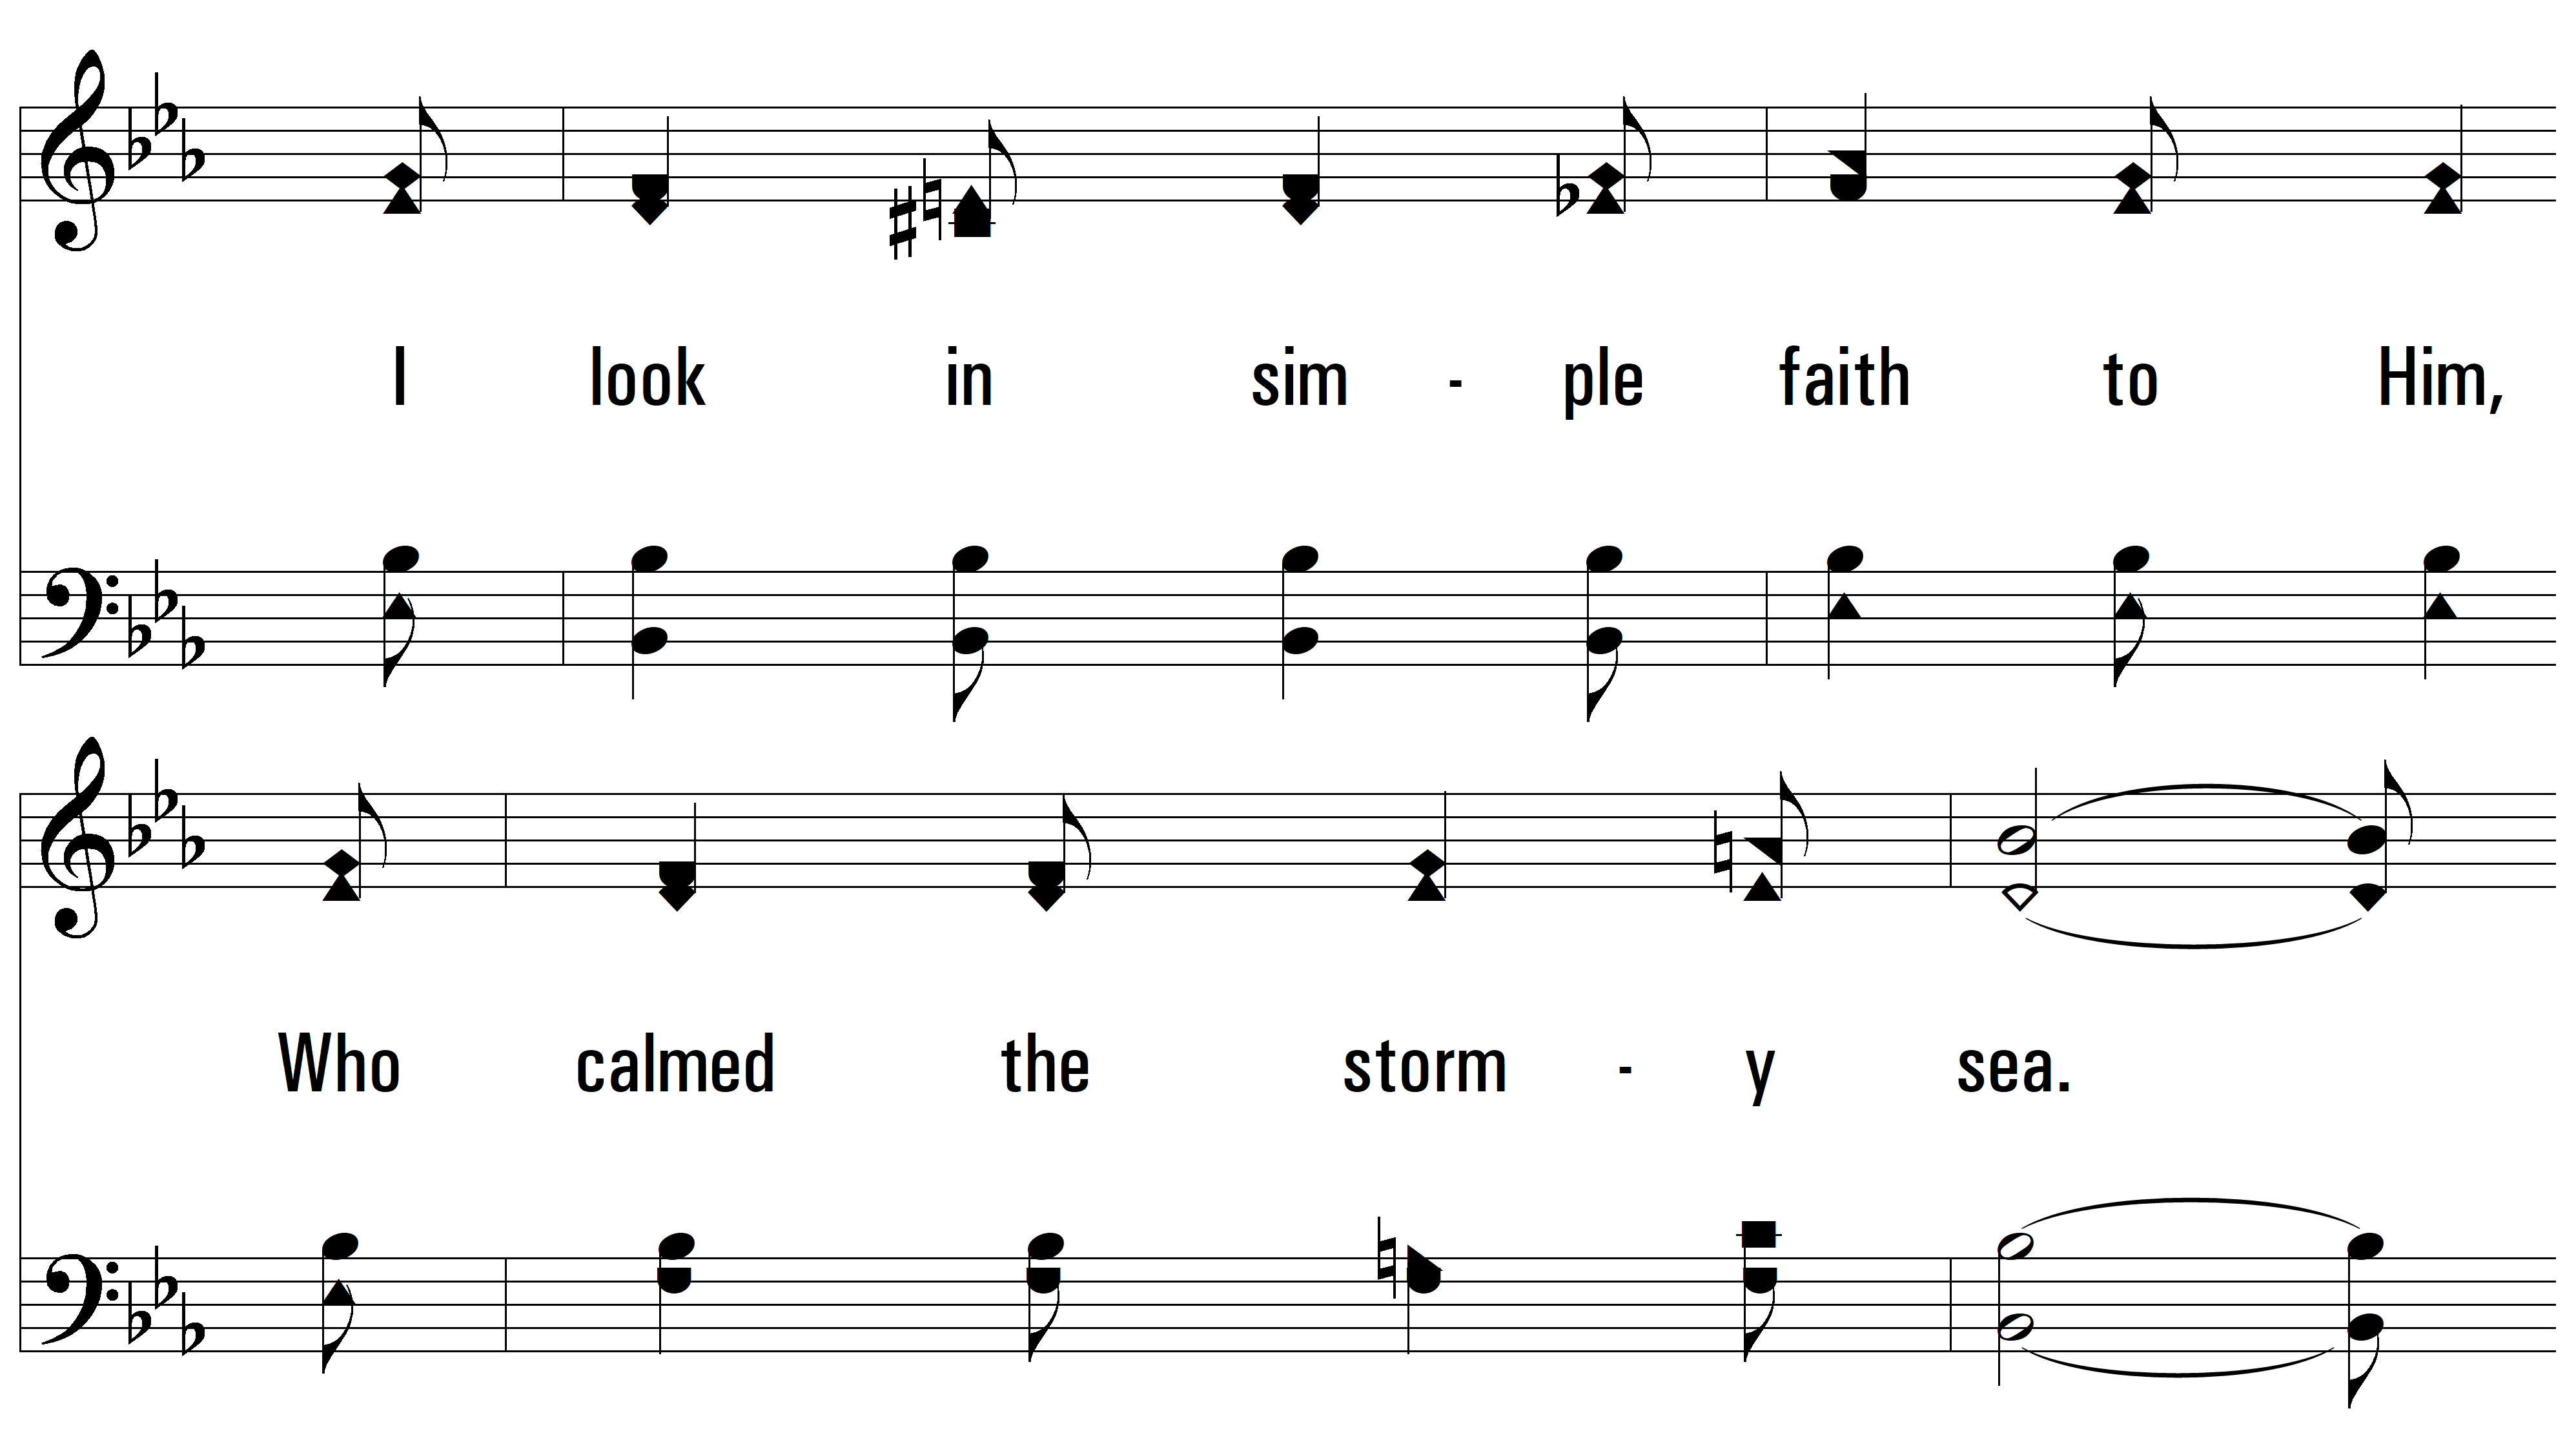 I look in sim - ple faith to Him,
Who calmed the storm - y sea.